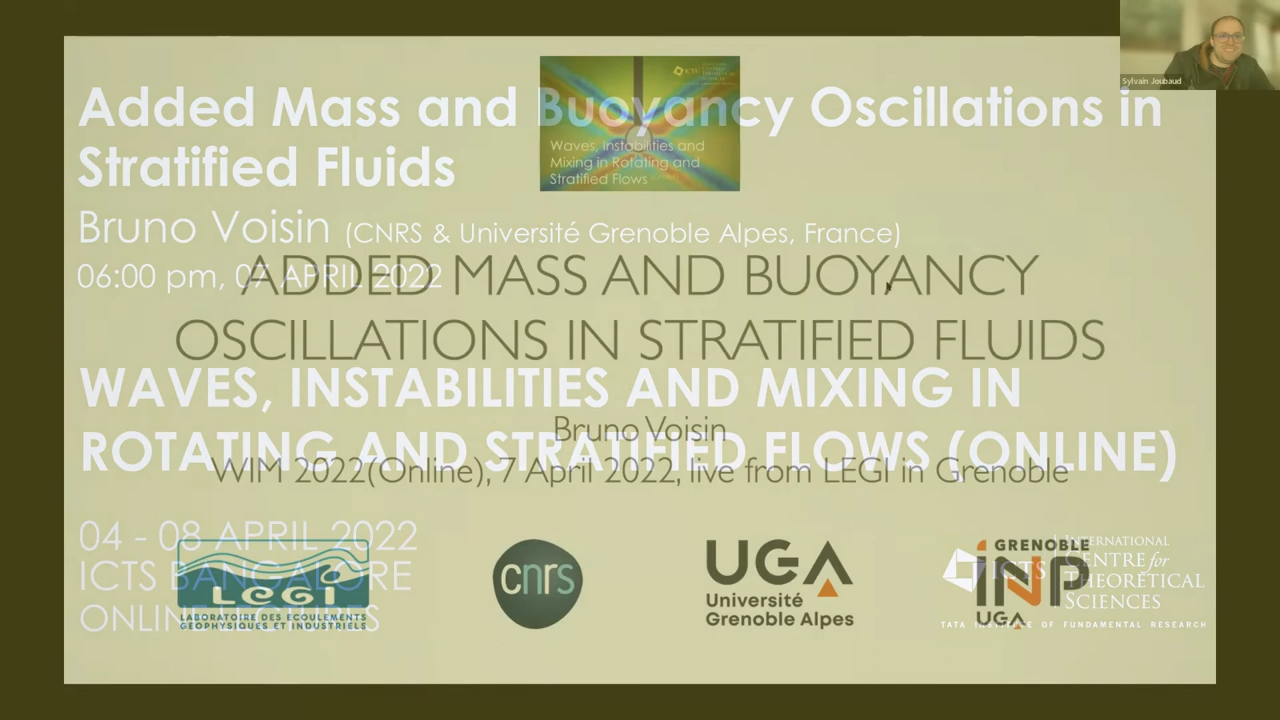 Sylvain Joubaud
Added Mass and Buoyancy Oscillations in
Stratified Fluids
Waves, Instabilities and
Mixing in Rotating and
Stratified Flows
Bruno Voisin (CNRS & Université Grenoble Alpes, France)
06:00 pm, 07 APRIL 2022
ADDED MASS AND BUOYANCY
OSCILLATIONS IN STRATIFIED FLUIDS
WAVES, INSTABILITIES AND MIXING IN
ROTATING AND STRATIFIED FLOWS (ONLINE)
Bruno Voisin
WIM 2022(Online), 7 April 2022, live from LEGI in Grenoble
04 - 08 APRIL 2022
ICTS BANGALORE
ONLINE LECTURES
LEGI
LABORATOIRE DES ECOULEMENTS
GEOPHYSIQUES ET INDUSTRIELS
cnrs
UGA
Université
Grenoble Alpes
GRENOBLE
INP
UGA
ICTS
INTERNATIONAL
CENTRE for
THEORETICAL
SCIENCES
TATA INSTITUTE OF FUNDAMENTAL RESEARCH